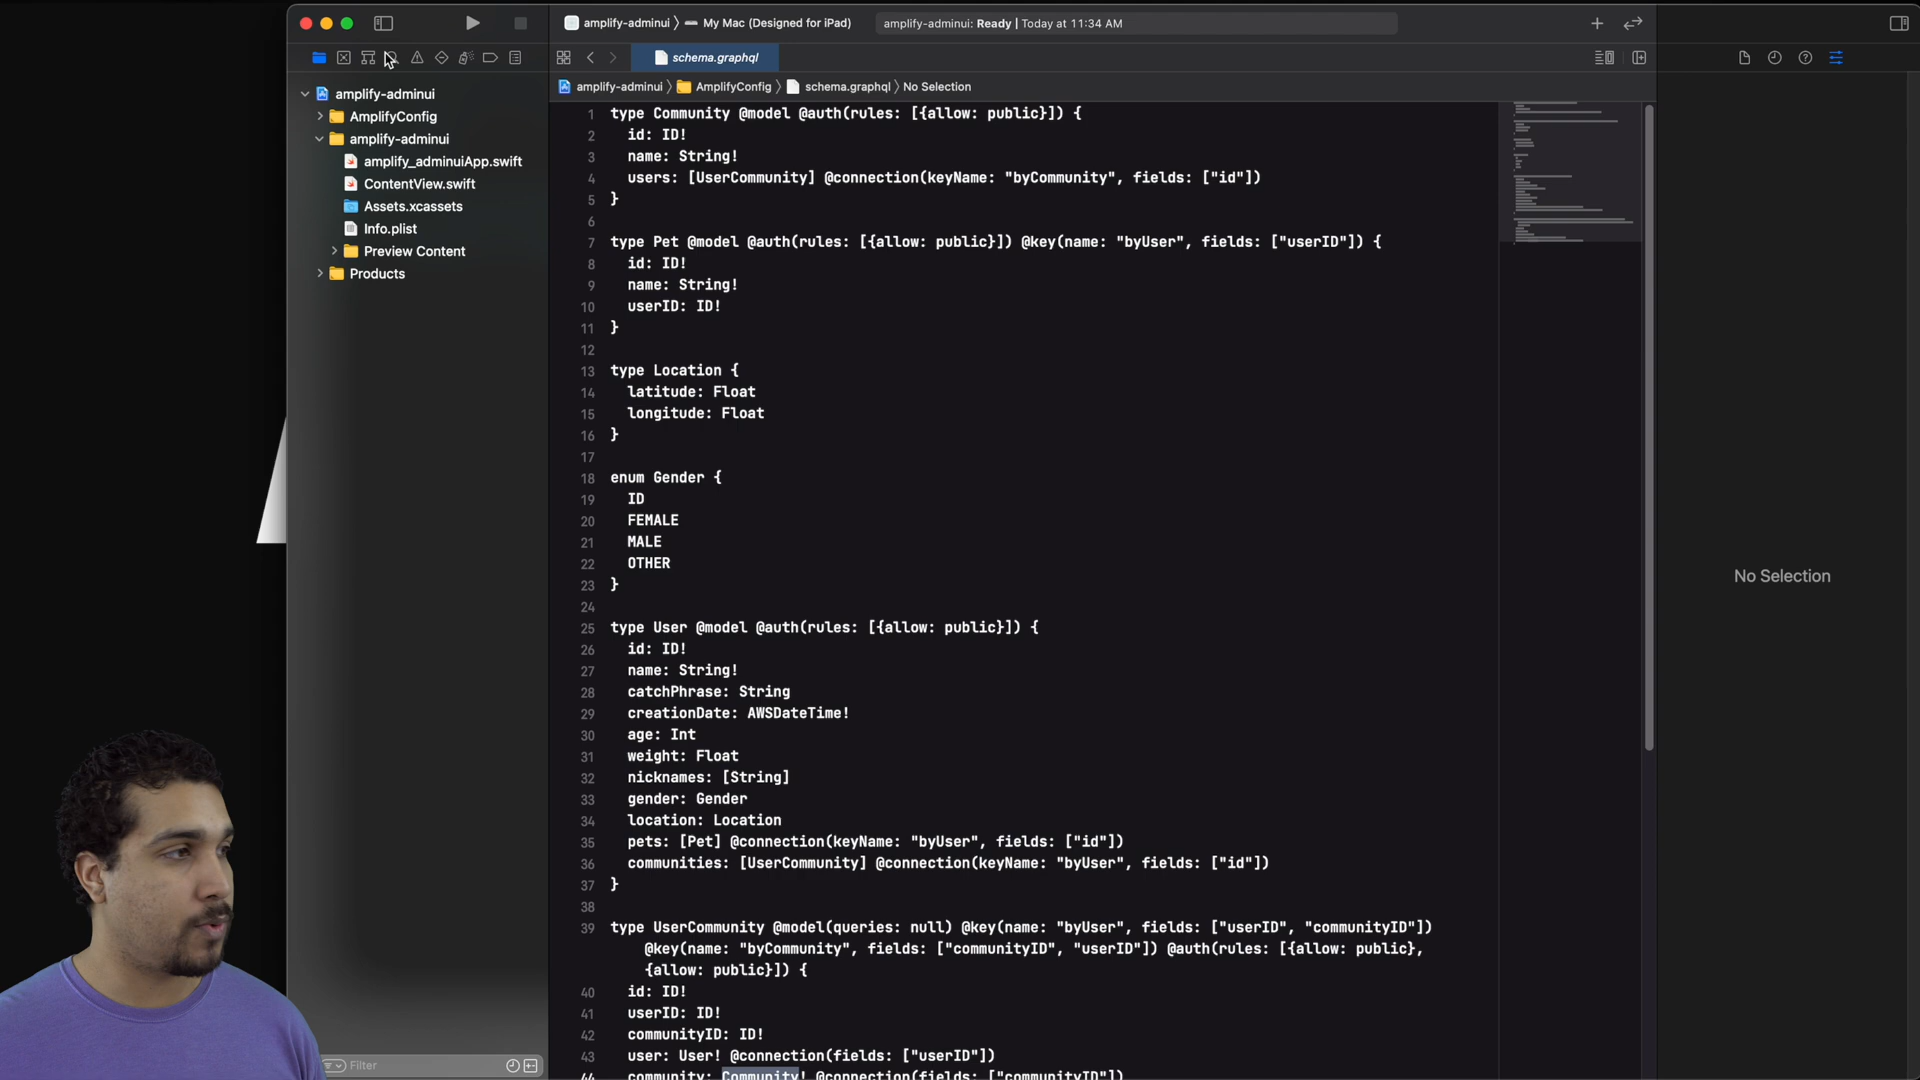 amplify-adminui 〉 My Mac (Designed for iPad)
amplify-adminui: Ready | Today at 11:34 AM
schema.graphql
amplify-adminui 〉 AmplifyConfig 〉 schema.graphql 〉 No Selection
amplify-adminui
AmplifyConfig
amplify-adminui
amplify_adminuiApp.swift
ContentView.swift
Assets.xcassets
Info.plist
Preview Content
Products
Filter
1 type Community @model @auth(rules: [{allow: public}]) {
2 id: ID!
3 name: String!
4 users: [UserCommunity] @connection(keyName: "byCommunity", fields: ["id"])
5 }
6
7 type Pet @model @auth(rules: [{allow: public}]) @key(name: "byUser", fields: ["userID"]) {
8 id: ID!
9 name: String!
10 userID: ID!
11 }
12
13 type Location {
14 latitude: Float
15 longitude: Float
16 }
17
18 enum Gender {
19 ID
20 FEMALE
21 MALE
22 OTHER
23 }
24
25 type User @model @auth(rules: [{allow: public}]) {
26 id: ID!
27 name: String!
28 catchPhrase: String
29 creationDate: AWSDateTime!
30 age: Int
31 weight: Float
32 nicknames: [String]
33 gender: Gender
34 location: Location
35 pets: [Pet] @connection(keyName: "byUser", fields: ["id"])
36 communities: [UserCommunity] @connection(keyName: "byUser", fields: ["id"])
37 }
38
39 type UserCommunity @model(queries: null) @key(name: "byUser", fields: ["userID", "communityID"])
@key(name: "byCommunity", fields: ["communityID", "userID"]) @auth(rules: [{allow: public},
{allow: public}]) {
40 id: ID!
41 userID: ID!
42 communityID: ID!
43 user: User! @connection(fields: ["userID"])
44 community: Community! @connection(fields: ["communityID"])
No Selection